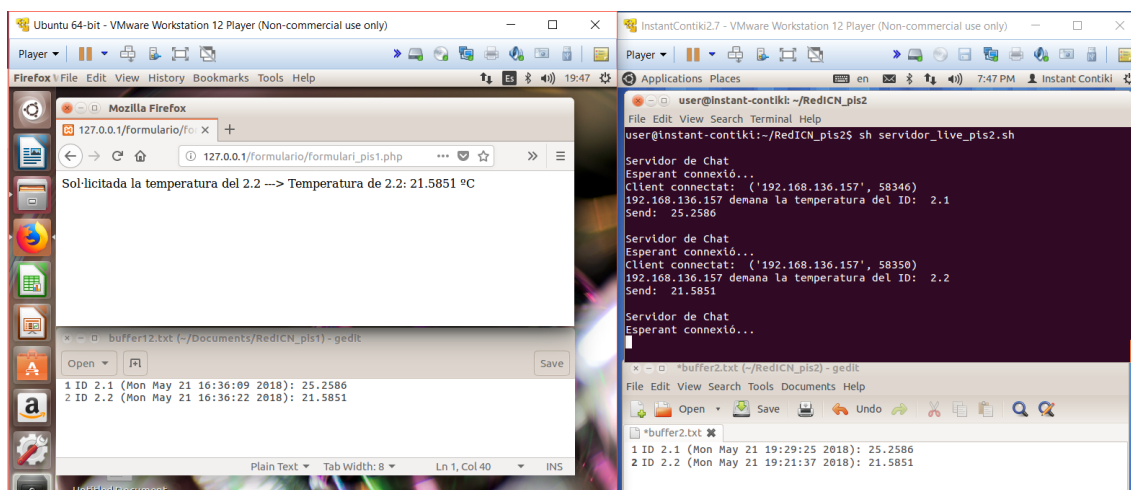 Ubuntu 64-bit - VMware Workstation 12 Player (Non-commercial use only)
Player
Firefox File Edit View History Bookmarks Tools Help Es 19:47
Mozilla Firefox
127.0.0.1/formulario/fo
127.0.0.1/formulario/formulari_pis1.php
Sol·licitada la temperatura del 2.2 ---> Temperatura de 2.2: 21.5851 ºC
buffer12.txt (~/Documents/RedICN_pis1) - gedit
Open Save
1 ID 2.1 (Mon May 21 16:36:09 2018): 25.2586
2 ID 2.2 (Mon May 21 16:36:22 2018): 21.5851
Plain Text Tab Width: 8 Ln 1, Col 40 INS
Untitled Document
InstantContiki2.7 - VMware Workstation 12 Player (Non-commercial use only)
Player
Applications Places en 7:47 PM Instant Contiki
user@instant-contiki: ~/RedICN_pis2
File Edit View Search Terminal Help
user@instant-contiki:~/RedICN_pis2$ sh servidor_live_pis2.sh
Servidor de Chat
Esperant connexió...
Client connectat:  ('192.168.136.157', 58346)
192.168.136.157 demana la temperatura del ID:  2.1
Send:  25.2586
Servidor de Chat
Esperant connexió...
Client connectat:  ('192.168.136.157', 58350)
192.168.136.157 demana la temperatura del ID:  2.2
Send:  21.5851
Servidor de Chat
Esperant connexió...
*buffer2.txt (~/RedICN_pis2) - gedit
File Edit View Search Tools Documents Help
Open Save Undo
*buffer2.txt
1 ID 2.1 (Mon May 21 19:29:25 2018): 25.2586
2 ID 2.2 (Mon May 21 19:21:37 2018): 21.5851